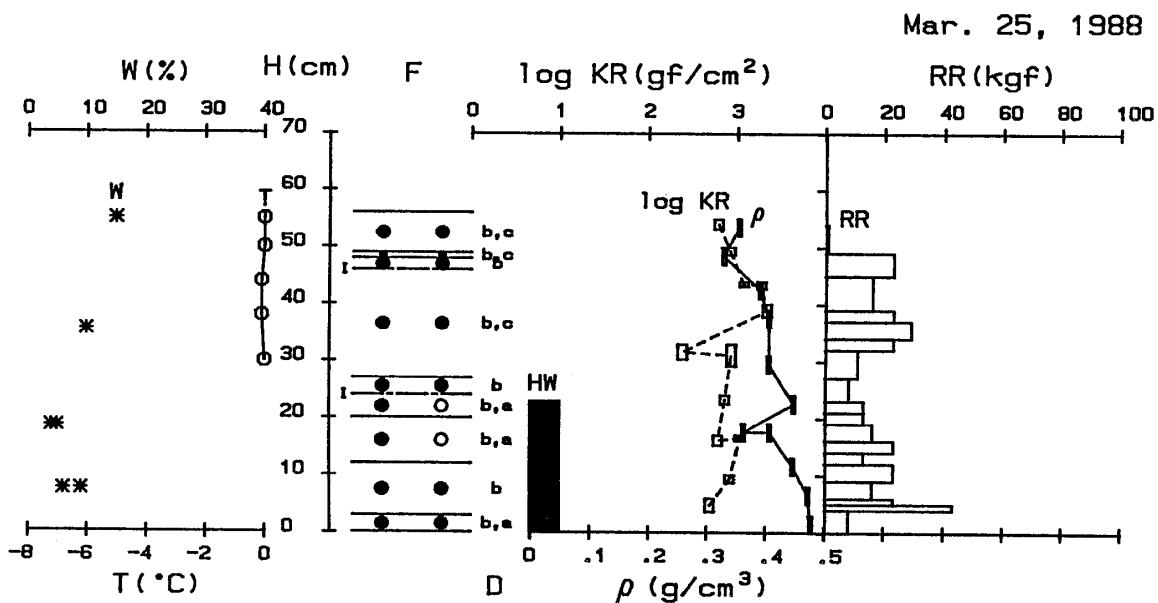 Mar. 25, 1988
W(%) H(cm) F log KR(gf/cm²) RR(kgf)
0 10 20 30 40 0 2 3 0 20 40 60 80 100
70
60
50
40
30
20
10
0
W T log KR ρ RR
b,c
b,c
b
I
b,c
b
I HW
b,a
b,a
b
b,a
-8 -6 -4 -2 0 0 .1 .2 .3 .4 .5
T(°C) D ρ (g/cm³)